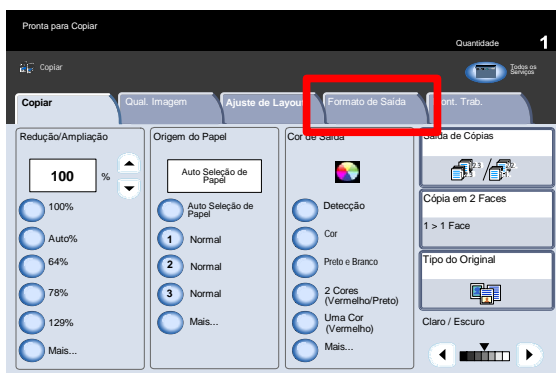 Pronta para Copiar
Quantidade
1
Copiar
Todos os
Serviços
Copiar
Qual. Imagem
Ajuste de Layout
Formato de Saída
ont. Trab.
Redução/Ampliação
100
%
100%
Auto%
64%
78%
129%
Mais...
Origem do Papel
Auto Seleção de
Papel
Auto Seleção de
Papel
1 Normal
2 Normal
3 Normal
Mais...
Cor de Saída
Detecção
Cor
Preto e Branco
2 Cores
(Vermelho/Preto)
Uma Cor
(Vermelho)
Mais...
Saída de Cópias
Cópia em 2 Faces
1 > 1 Face
Tipo do Original
Claro / Escuro